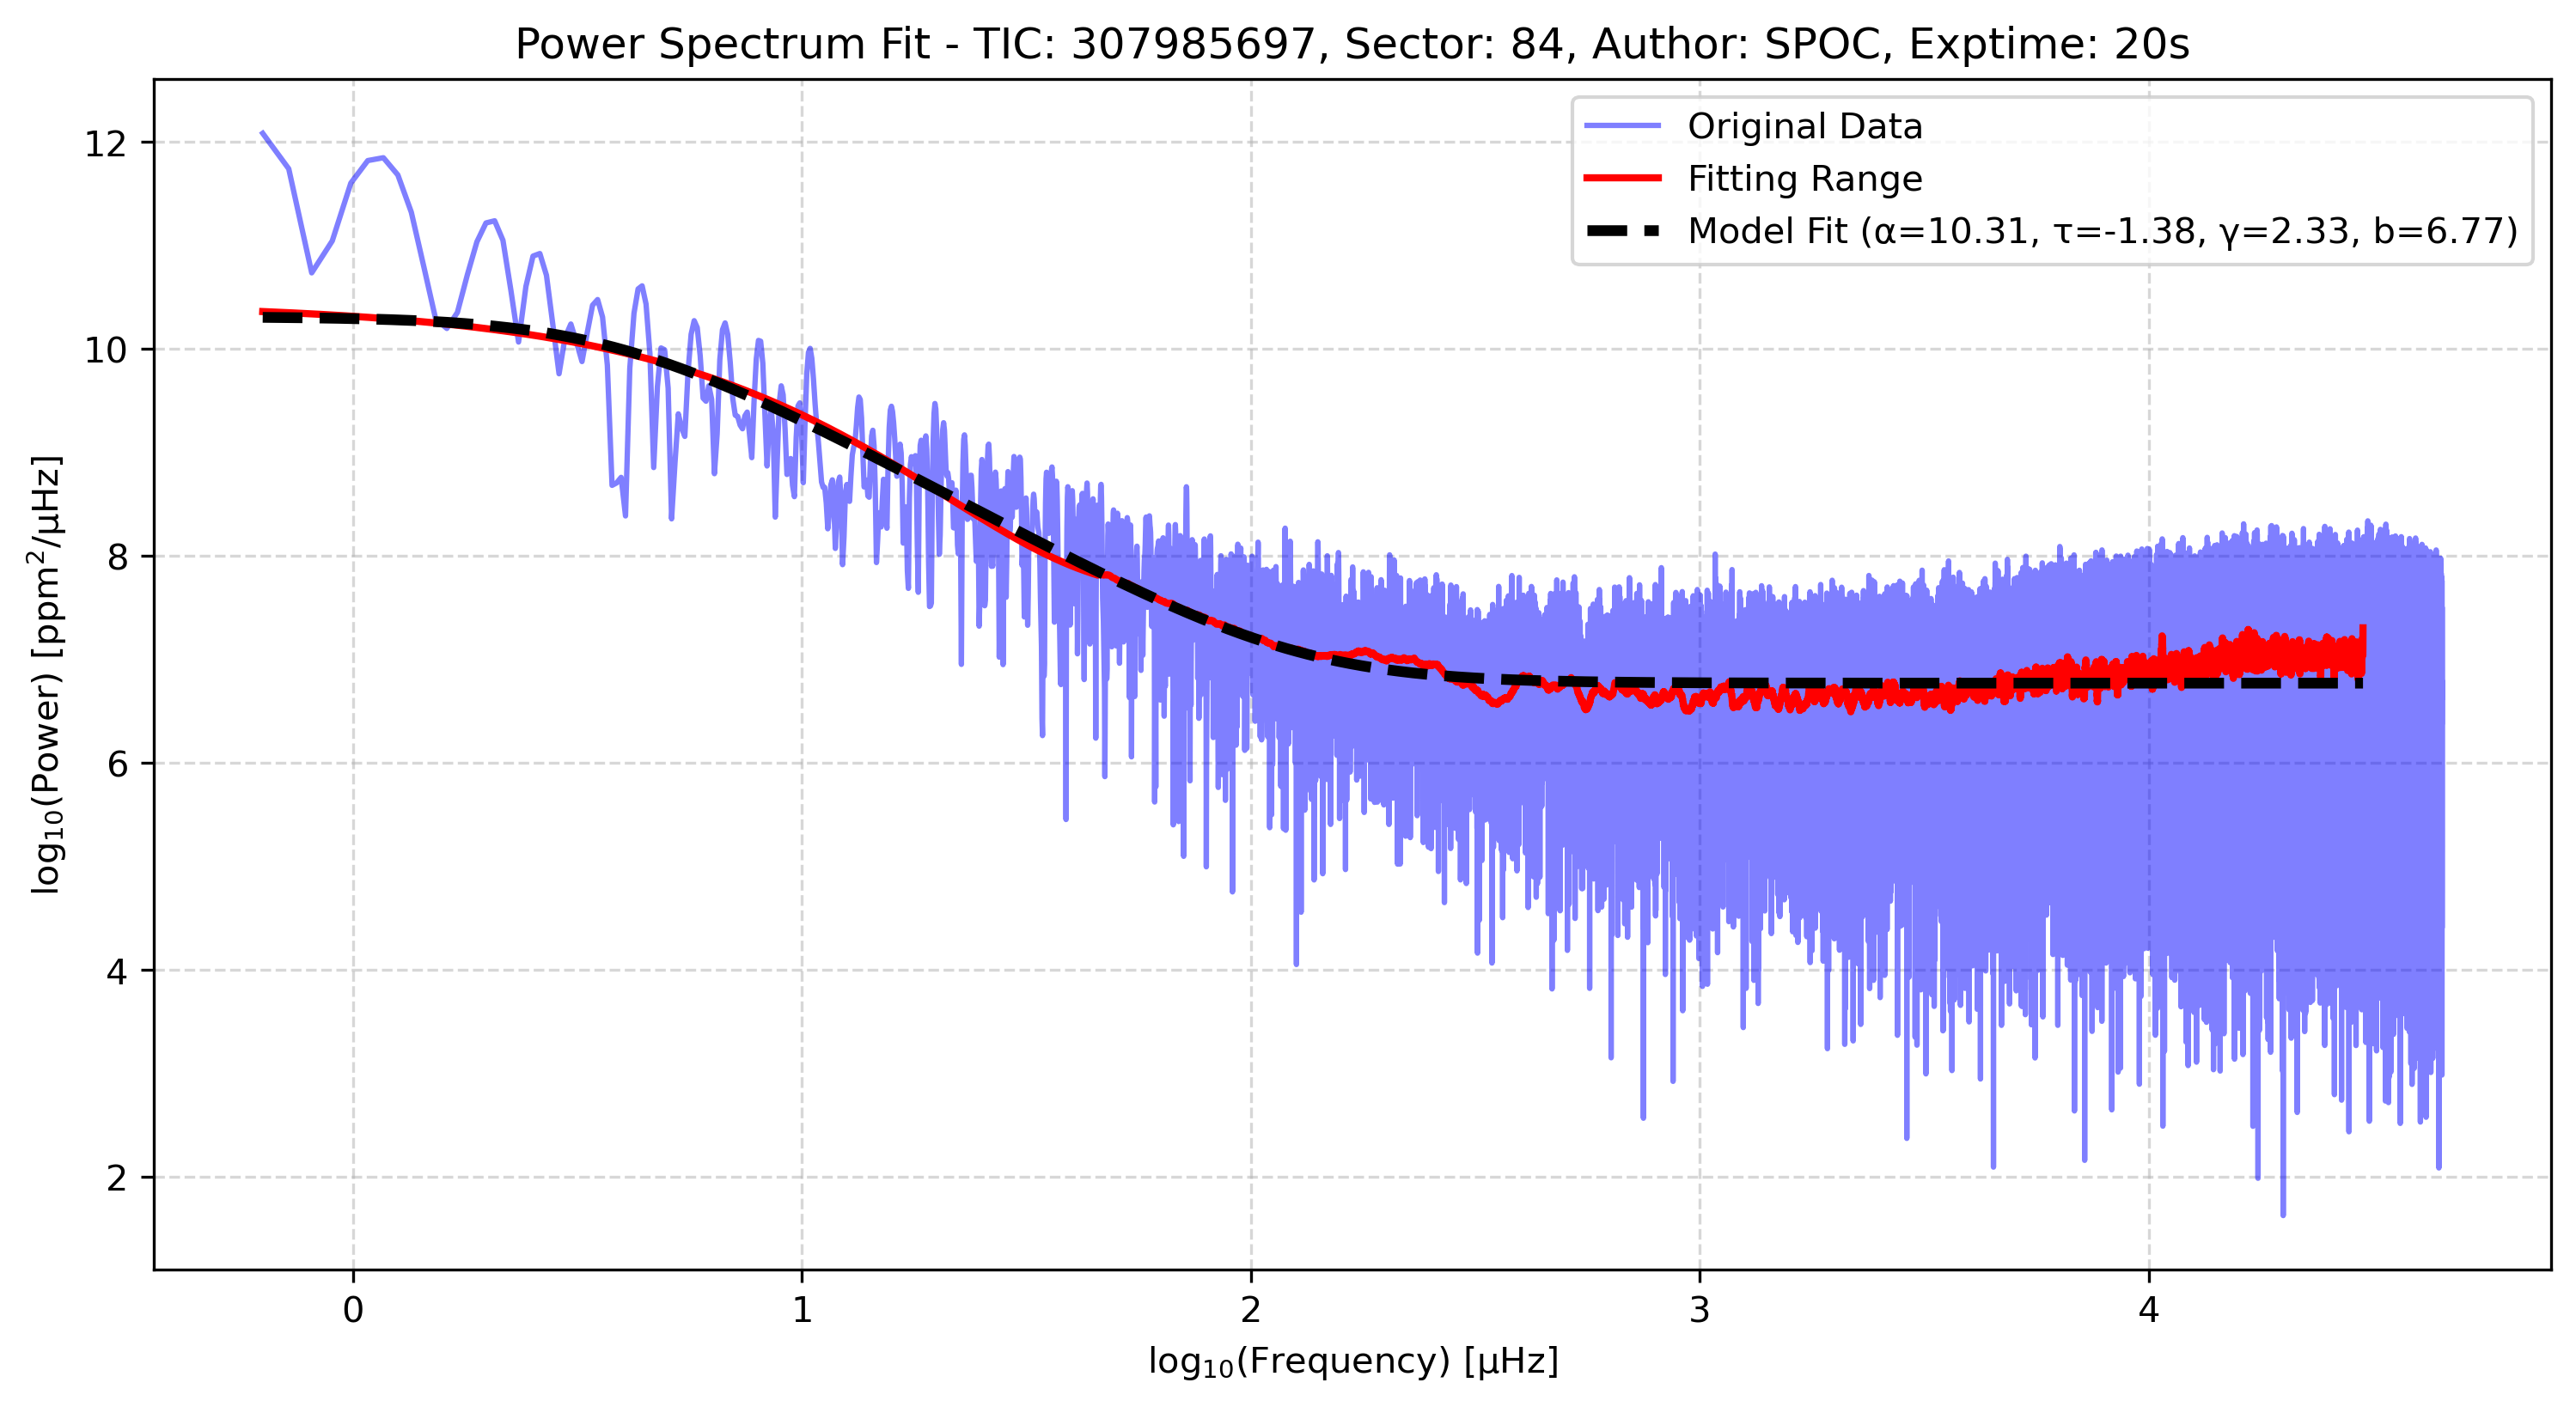 Power Spectrum Fit - TIC: 307985697, Sector: 84, Author: SPOC, Exptime: 20s
Original Data
Fitting Range
Model Fit (α=10.31, τ=-1.38, γ=2.33, b=6.77)
log₁₀(Power) [ppm²/μHz]
12
10
8
6
4
2
0 1 2 3 4
log₁₀(Frequency) [μHz]